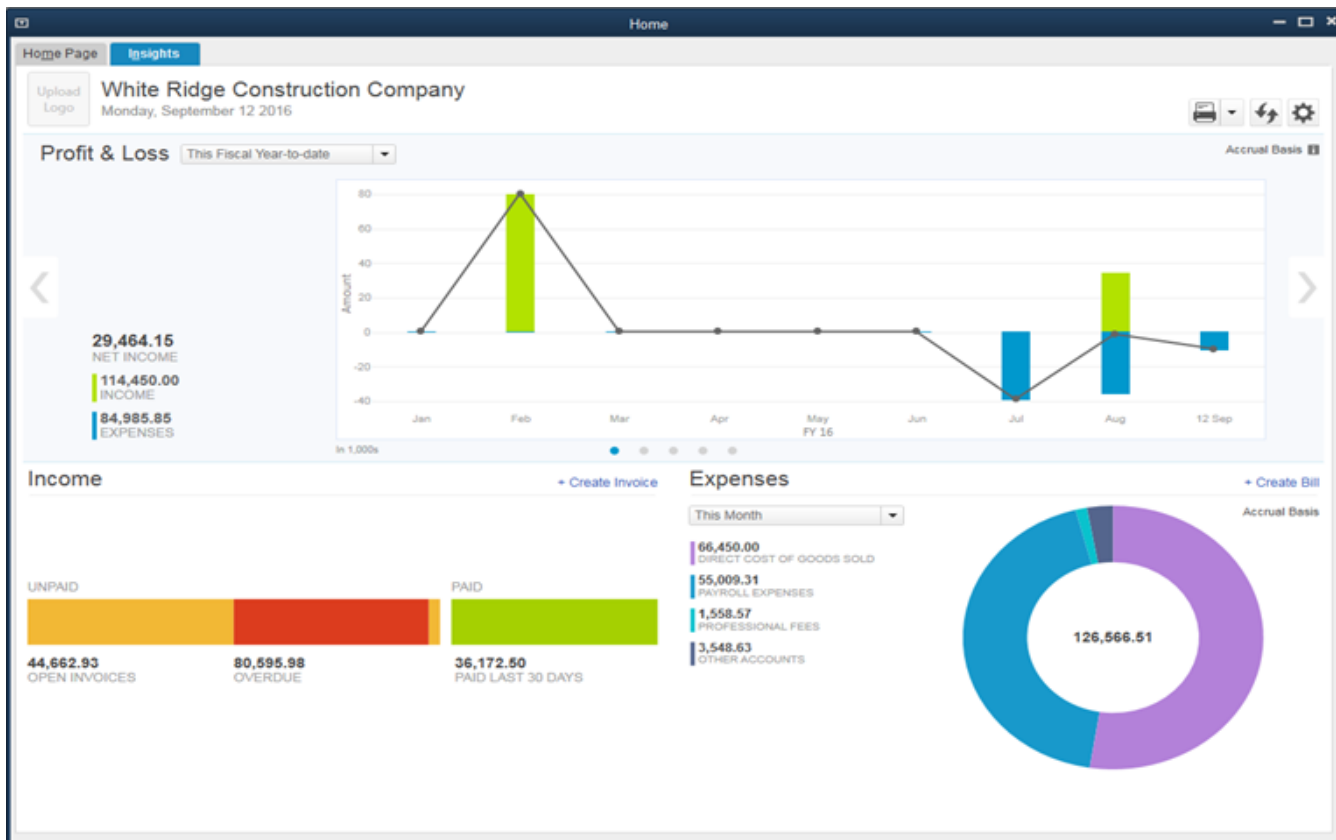 Home
Home Page
Insights
Upload
Logo
White Ridge Construction Company
Monday, September 12 2016
Profit & Loss
This Fiscal Year-to-date
Accrual Basis
29,464.15
NET INCOME
114,450.00
INCOME
84,985.85
EXPENSES
Amount
80
60
40
20
0
-20
-40
Jan
Feb
Mar
Apr
May
Jun
Jul
Aug
12 Sep
FY 16
In 1,000s
Income
+ Create Invoice
UNPAID
PAID
44,662.93
OPEN INVOICES
80,595.98
OVERDUE
36,172.50
PAID LAST 30 DAYS
Expenses
+ Create Bill
This Month
Accrual Basis
66,450.00
DIRECT COST OF GOODS SOLD
55,009.31
PAYROLL EXPENSES
1,558.57
PROFESSIONAL FEES
3,548.63
OTHER ACCOUNTS
126,566.51